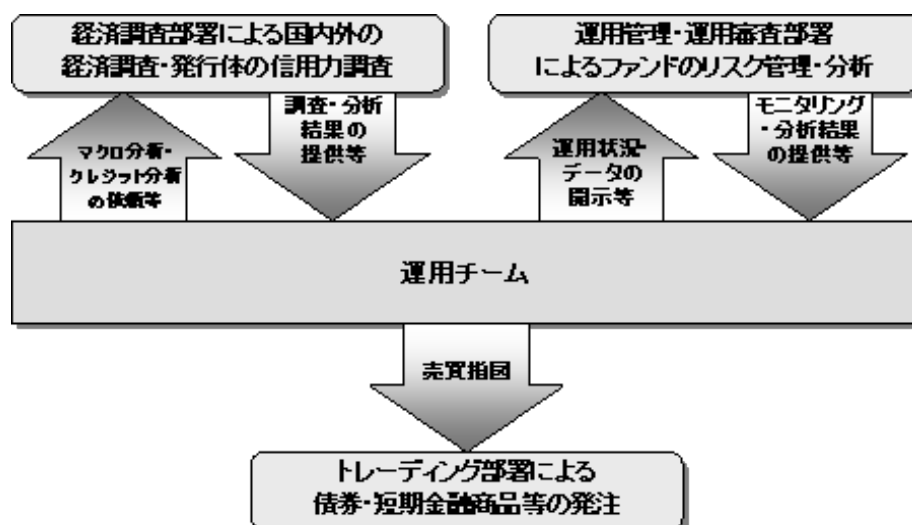 経済調査部署による国内外の
経済調査・発行体の信用力調査
運用管理・運用審査部署
によるファンドのリスク管理・分析
マクロ分析・
クレジット分析
の依頼等
調査・分析
結果の
提供等
運用状況・
データの
開示等
モニタリング
・分析結果
の提供等
運用チーム
売買指図
トレーディング部署による
債券・短期金融商品等の発注